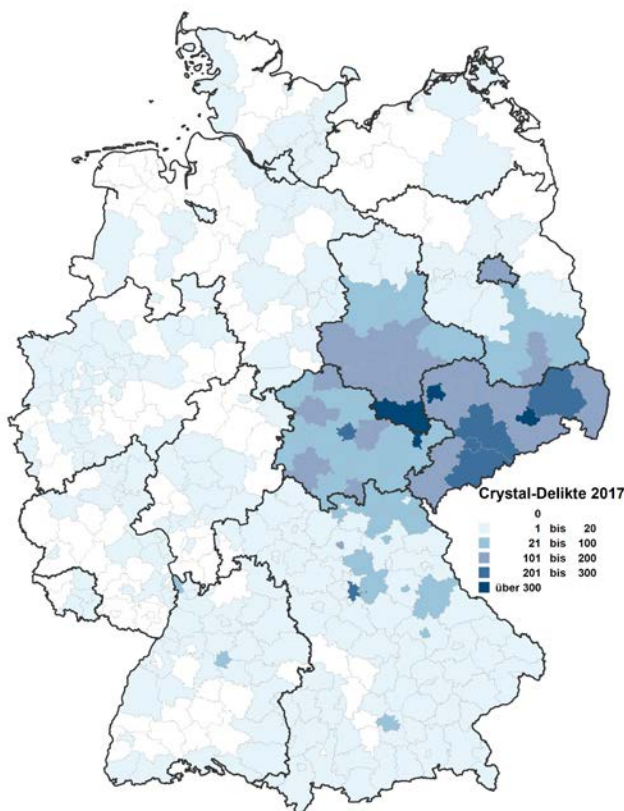 Crystal-Delikte 2017
0
1 bis 20
21 bis 100
101 bis 200
201 bis 300
über 300